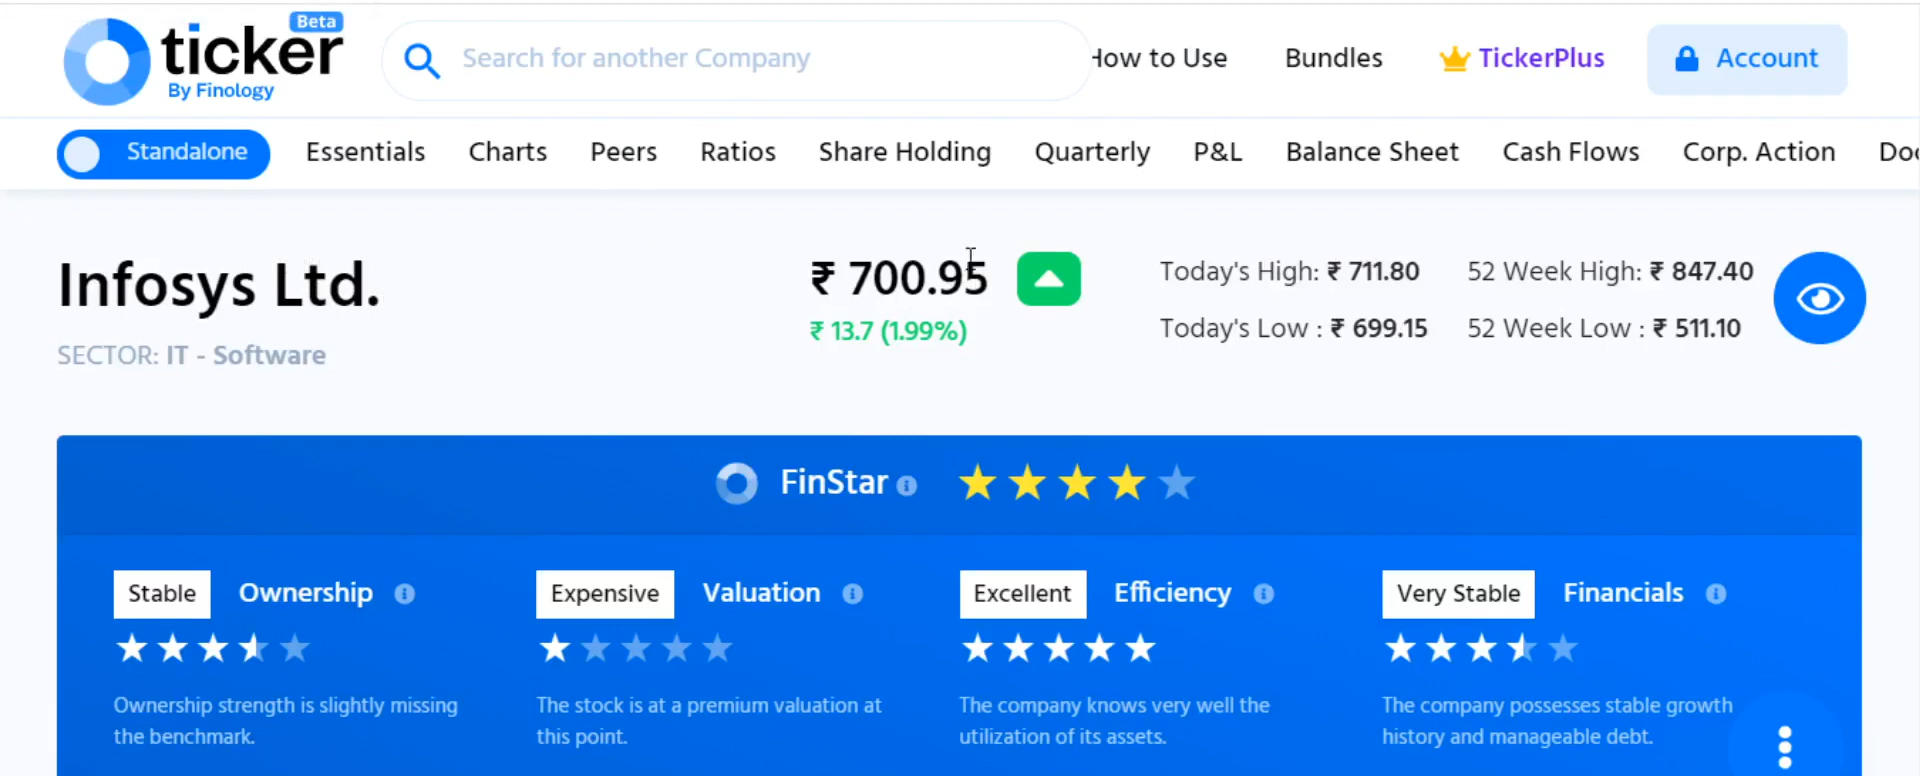 Beta
ticker
By Finology
Search for another Company
How to Use
Bundles
TickerPlus
Account
Standalone
Essentials
Charts
Peers
Ratios
Share Holding
Quarterly
P&L
Balance Sheet
Cash Flows
Corp. Action
Infosys Ltd.
SECTOR: IT - Software
₹ 700.95
₹ 13.7 (1.99%)
Today's High: ₹ 711.80
52 Week High: ₹ 847.40
Today's Low : ₹ 699.15
52 Week Low : ₹ 511.10
FinStar
Stable Ownership
Ownership strength is slightly missing
the benchmark.
Expensive Valuation
The stock is at a premium valuation at
this point.
Excellent Efficiency
The company knows very well the
utilization of its assets.
Very Stable Financials
The company possesses stable growth
history and manageable debt.